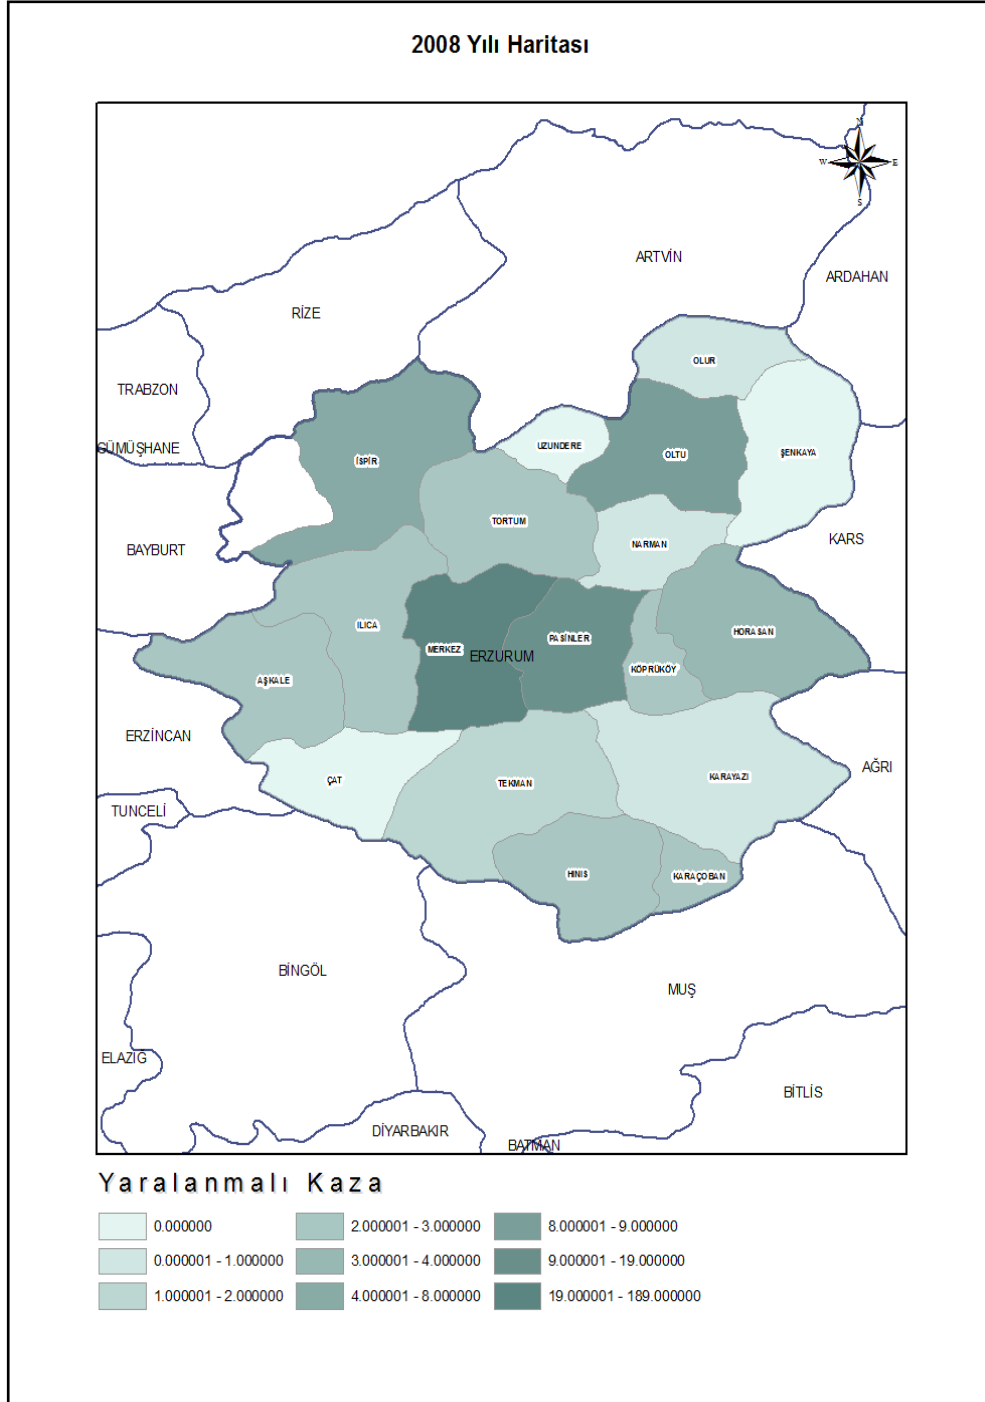 2008 Yılı Haritası
N
W
E
S
ARTVİN
ARDAHAN
RİZE
OLUR
TRABZON
GÜMÜŞHANE
UZUNDERE
ŞENKAYA
İSPİR
OLTU
TORTUM
KARS
NARMAN
BAYBURT
ILICA
HORASAN
PASİNLER
MERKEZ
ERZURUM
KÖPRÜKÖY
AŞKALE
ERZİNCAN
AĞRI
ÇAT
TEKMAN
KARAYAZI
TUNCELİ
HINIS
KARAÇOBAN
BİNGÖL
MUŞ
ELAZIĞ
BİTLİS
DİYARBAKIR
BATMAN
Yaralanmalı Kaza
0.000000
2.000001 - 3.000000
8.000001 - 9.000000
0.000001 - 1.000000
3.000001 - 4.000000
9.000001 - 19.000000
1.000001 - 2.000000
4.000001 - 8.000000
19.000001 - 189.000000